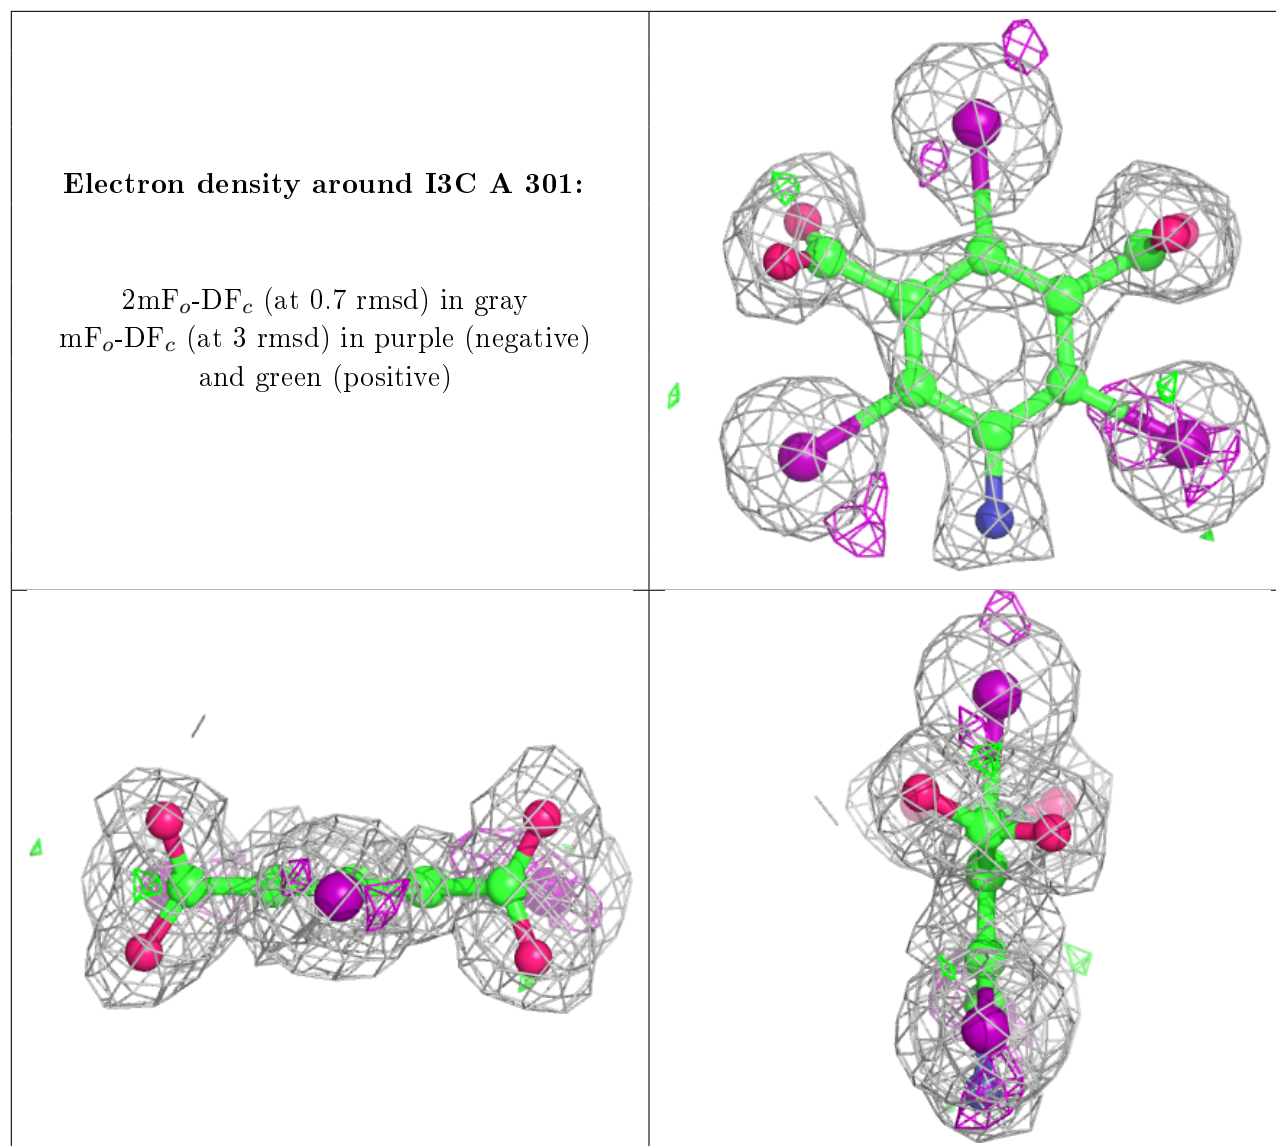 Electron density around I3C A 301:
2mFₒ-DF𝒸 (at 0.7 rmsd) in gray
mFₒ-DF𝒸 (at 3 rmsd) in purple (negative)
and green (positive)